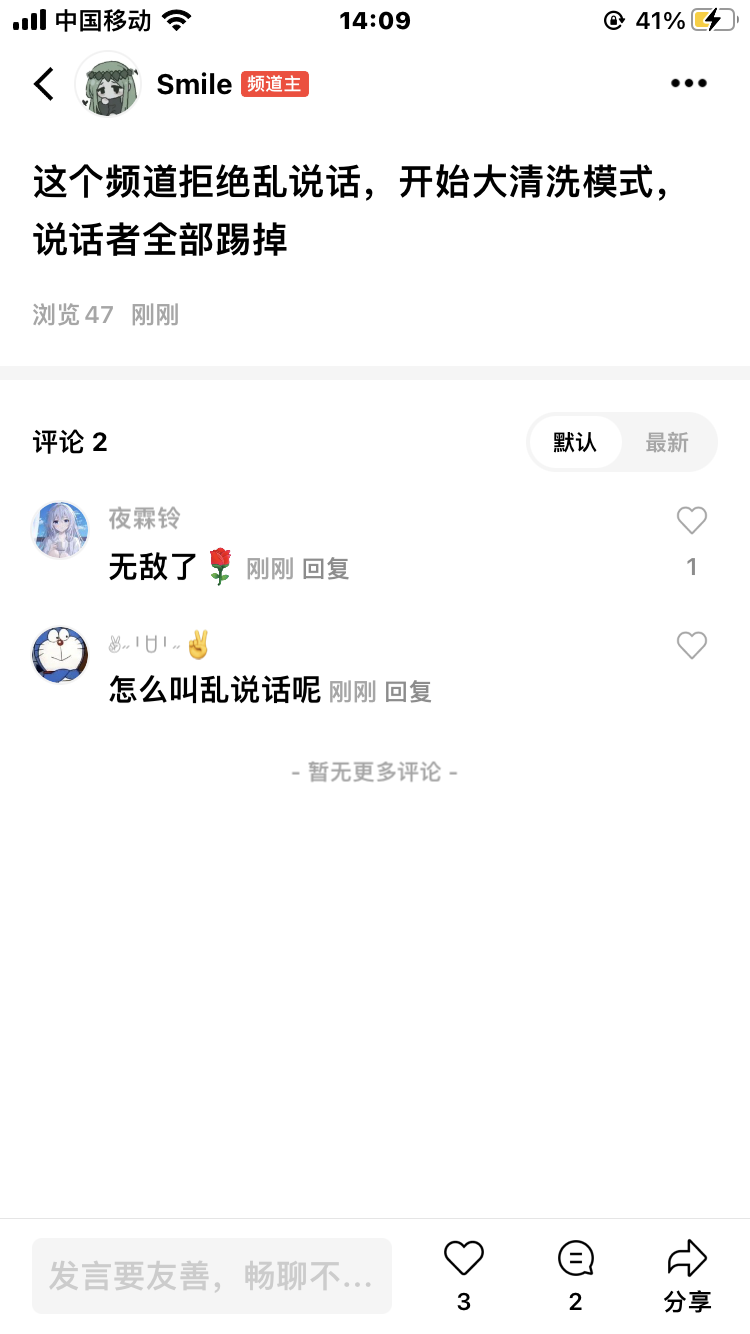 中国移动 14:09 41%
Smile 频道主
这个频道拒绝乱说话，开始大清洗模式，
说话者全部踢掉
浏览 47 刚刚
评论 2 默认 最新
夜霖铃
无敌了🌹 刚刚 回复 1
✌︎˶╹ꇴ╹˶✌️
怎么叫乱说话呢 刚刚 回复
- 暂无更多评论 -
发言要友善，畅聊不...
3 2 分享